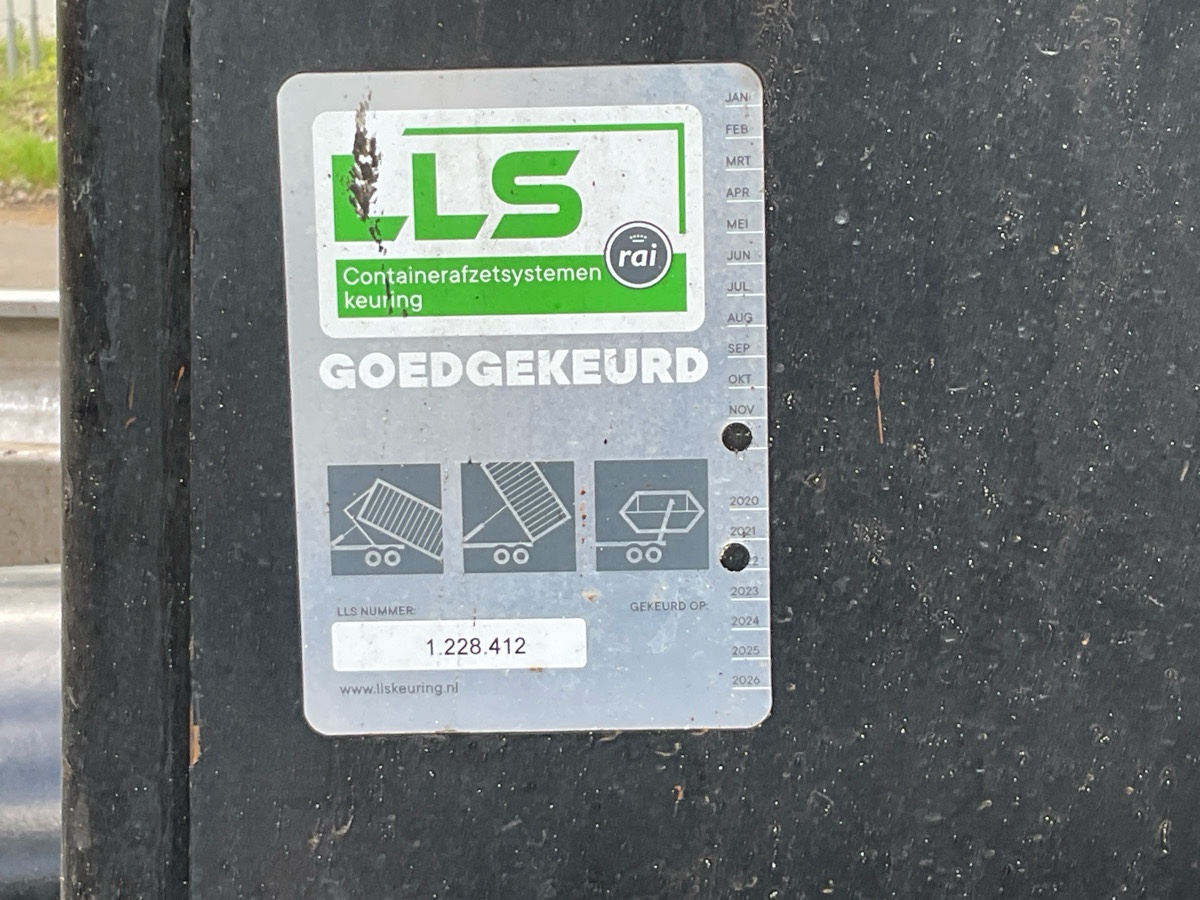 LLS
rai
Containerafzetsystemen
keuring
GOEDGEKEURD
LLS NUMMER:
1.228.412
www.llskeuring.nl
GEKEURD OP:
JAN
FEB
MRT
APR
MEI
JUN
JUL
AUG
SEP
OKT
NOV
2020
2021
2023
2024
2025
2026